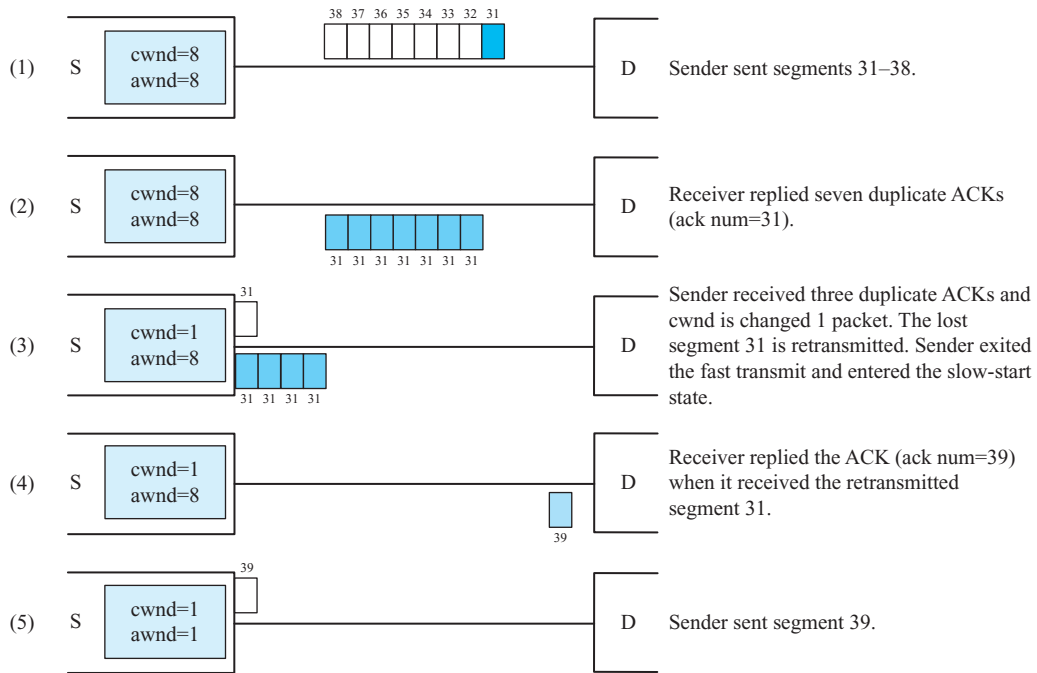 38 37 36 35 34 33 32 31
(1) S cwnd=8 D Sender sent segments 31–38.
awnd=8
(2) S cwnd=8 D Receiver replied seven duplicate ACKs
awnd=8 (ack num=31).
31 31 31 31 31 31 31
31 Sender received three duplicate ACKs and
cwnd is changed 1 packet. The lost
(3) S cwnd=1 D segment 31 is retransmitted. Sender exited
awnd=8 the fast transmit and entered the slow-start
31 31 31 31 state.
(4) S cwnd=1 D Receiver replied the ACK (ack num=39)
awnd=8 when it received the retransmitted
segment 31.
39
39
(5) S cwnd=1 D Sender sent segment 39.
awnd=1